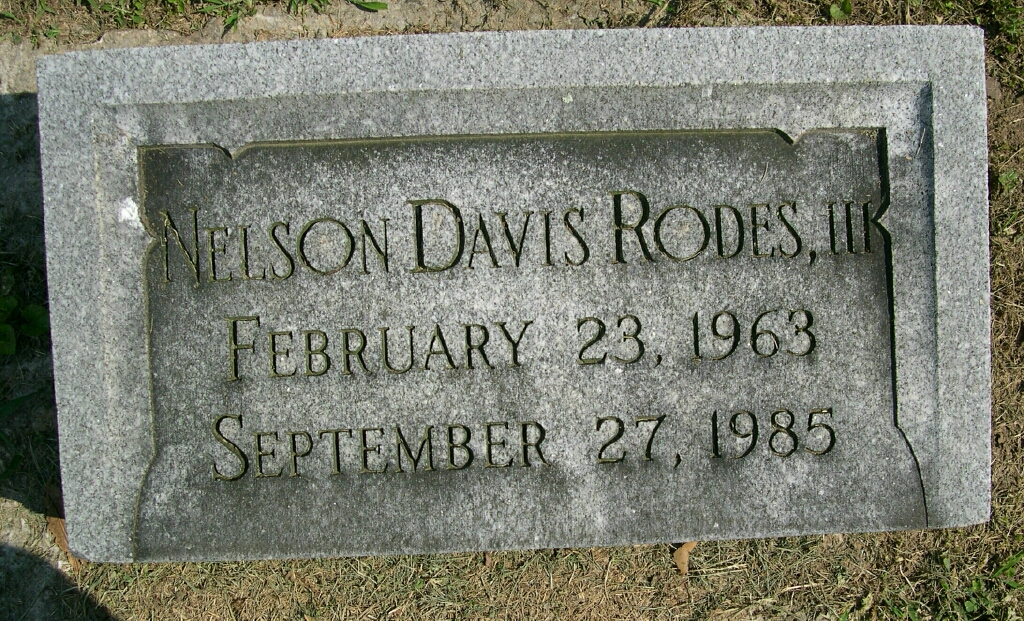 Nelson Davis Rodes, III
February 23, 1963
September 27, 1985